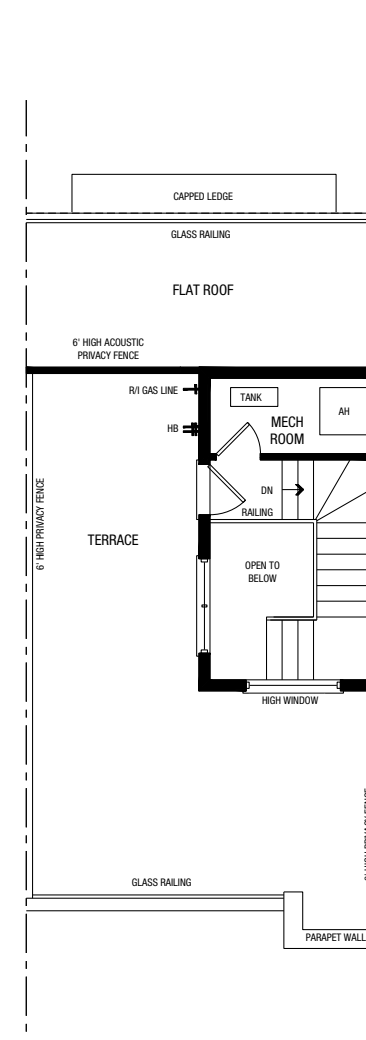 CAPPED LEDGE
GLASS RAILING
FLAT ROOF
6' HIGH ACOUSTIC
PRIVACY FENCE
R/I GAS LINE
TANK
AH
MECH
ROOM
HB
DN
RAILING
6' HIGH PRIVACY FENCE
TERRACE
OPEN TO
BELOW
HIGH WINDOW
GLASS RAILING
PARAPET WALL